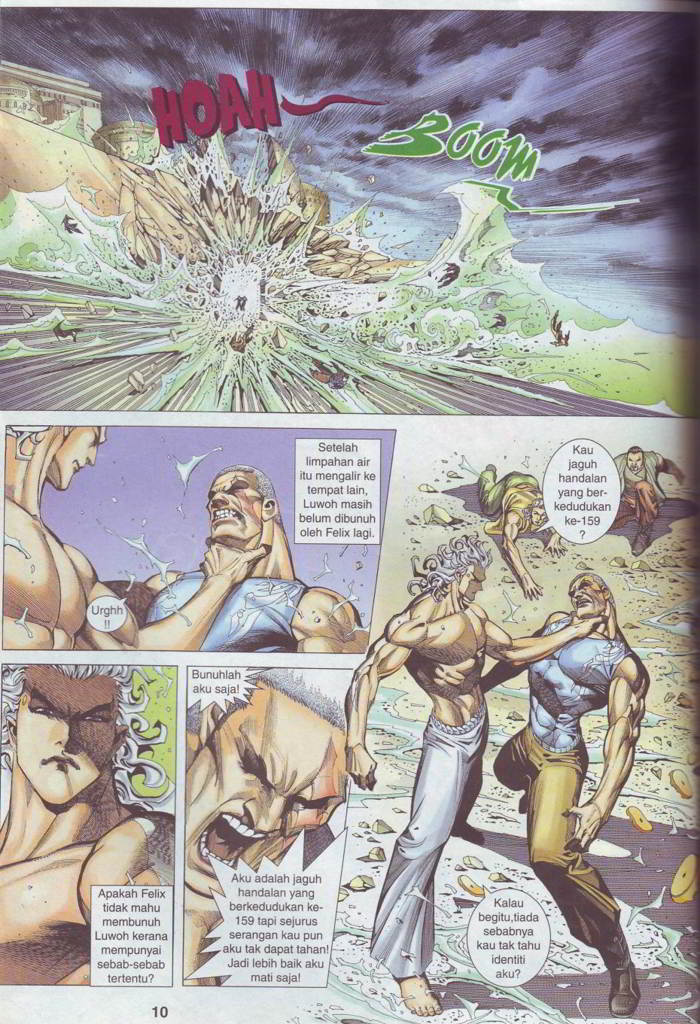 HOAH
BOOM
Setelah
limpahan air
itu mengalir ke
tempat lain,
Luwoh masih
belum dibunuh
oleh Felix lagi.
Urghh
!!
Kau
jaguh
handalan
yang ber-
kedudukan
ke-159
?
Bunuhlah
aku saja!
Apakah Felix
tidak mahu
membunuh
Luwoh kerana
mempunyai
sebab-sebab
tertentu?
Aku adalah jaguh
handalan yang
berkedudukan ke-
159 tapi sejurus
serangan kau pun
aku tak dapat tahan!
Jadi lebih baik aku
mati saja!
Kalau
begitu,tiada
sebabnya
kau tak tahu
identiti
aku?
10